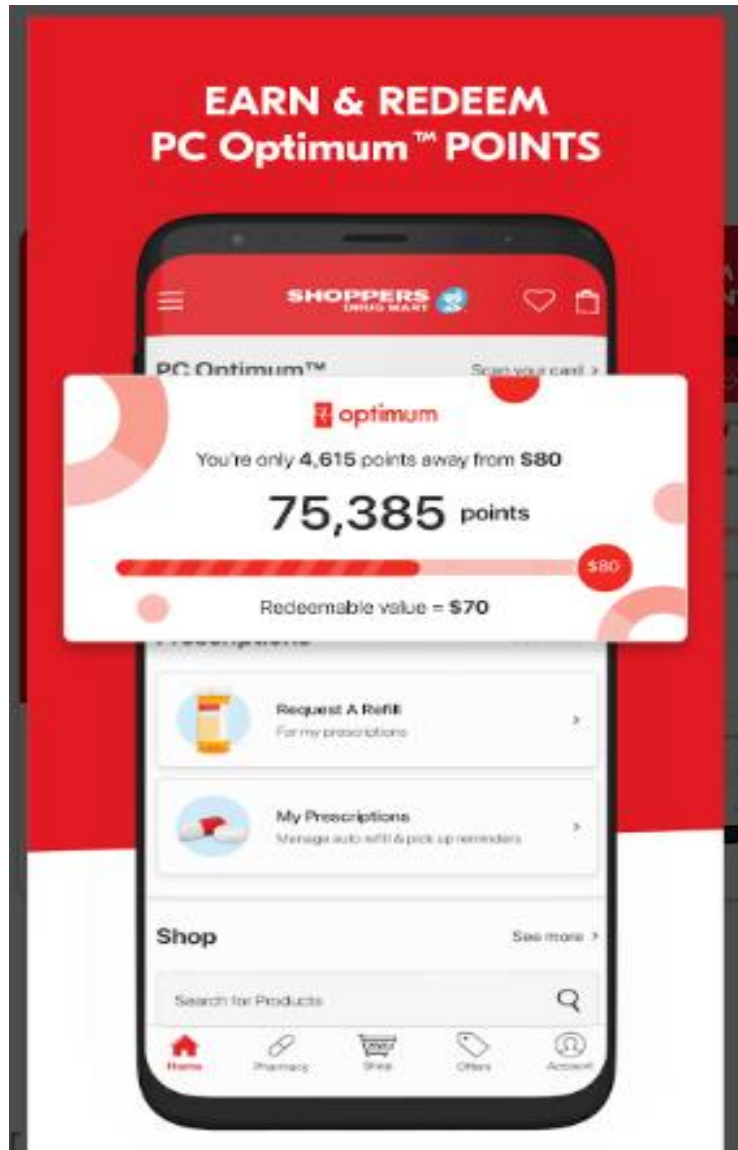 EARN & REDEEM
PC Optimum™ POINTS
SHOPPERS
DRUG MART
PC Optimum™ Scan your card >
optimum
You're only 4,615 points away from $80
75,385 points
$80
Redeemable value = $70
Prescriptions
Request A Refill
For my prescriptions
My Prescriptions
Manage auto refill & pick up reminders
Shop See more >
Search for Products
Home Pharmacy Shop Offers Account